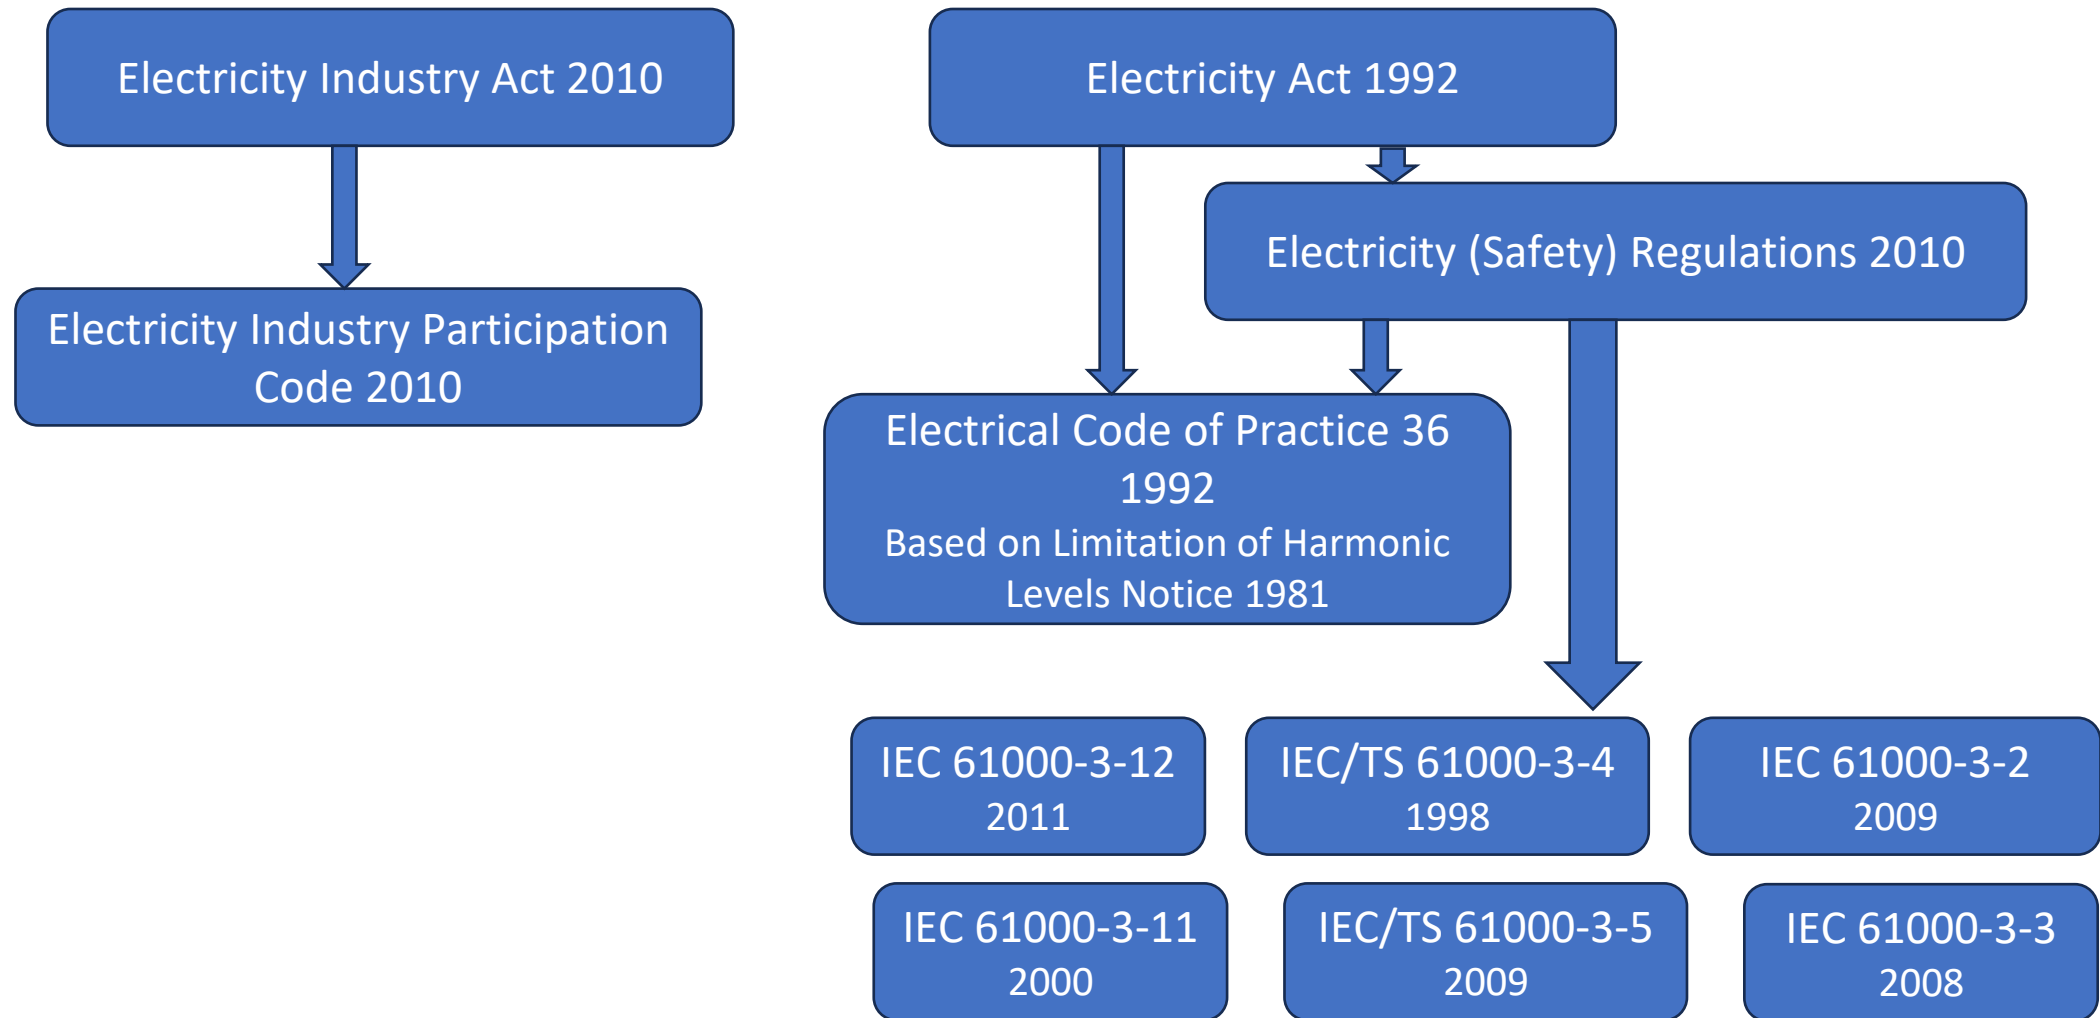 Electricity Industry Act 2010
Electricity Act 1992
Electricity (Safety) Regulations 2010
Electricity Industry Participation
Code 2010
Electrical Code of Practice 36
1992
Based on Limitation of Harmonic
Levels Notice 1981
IEC 61000-3-12
2011
IEC/TS 61000-3-4
1998
IEC 61000-3-2
2009
IEC 61000-3-11
2000
IEC/TS 61000-3-5
2009
IEC 61000-3-3
2008